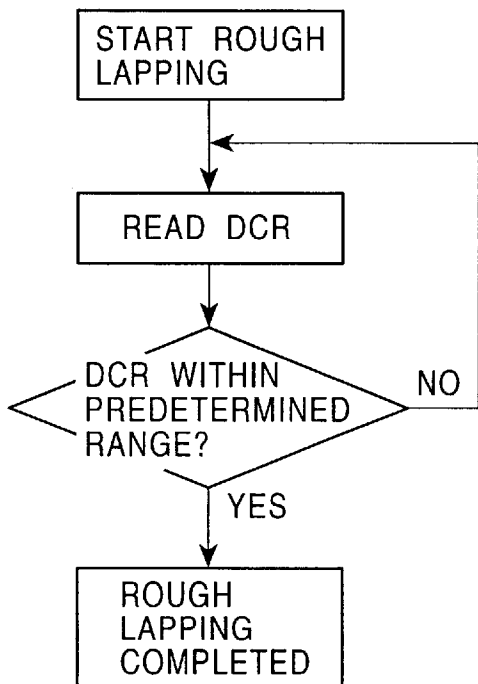 START ROUGH
LAPPING
READ DCR
DCR WITHIN
PREDETERMINED
RANGE?
NO
YES
ROUGH
LAPPING
COMPLETED